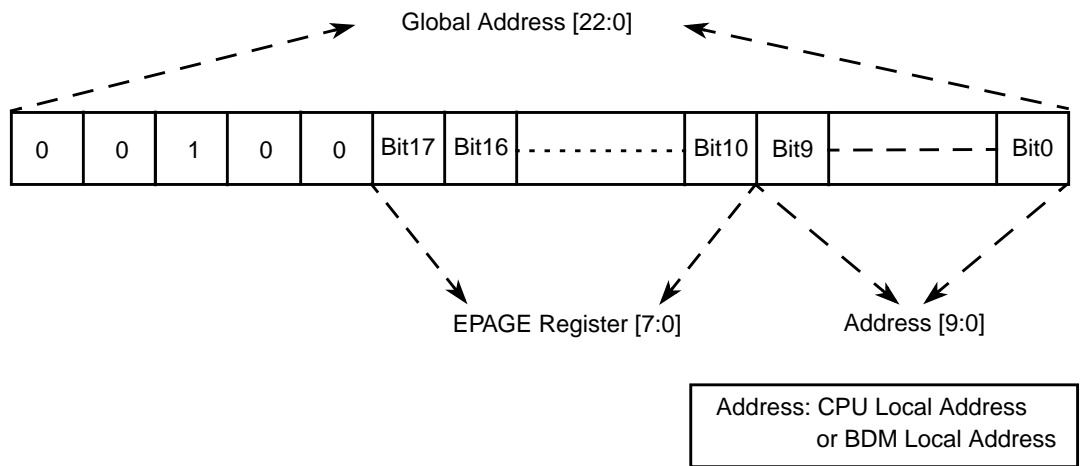 Global Address [22:0]
0 0 1 0 0 Bit17 Bit16 Bit10 Bit9 Bit0
EPAGE Register [7:0]
Address [9:0]
Address: CPU Local Address
or BDM Local Address